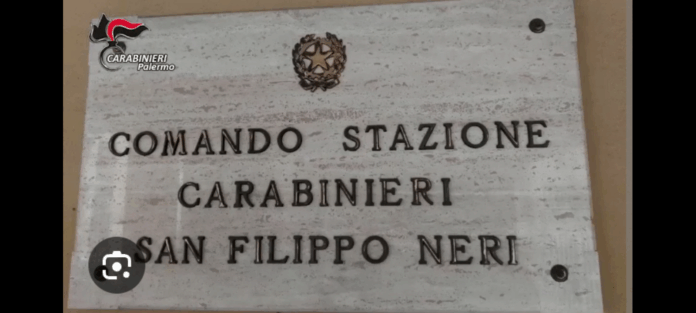 CARABINIERI
Palermo
COMANDO STAZIONE
CARABINIERI
SAN FILIPPO NERI